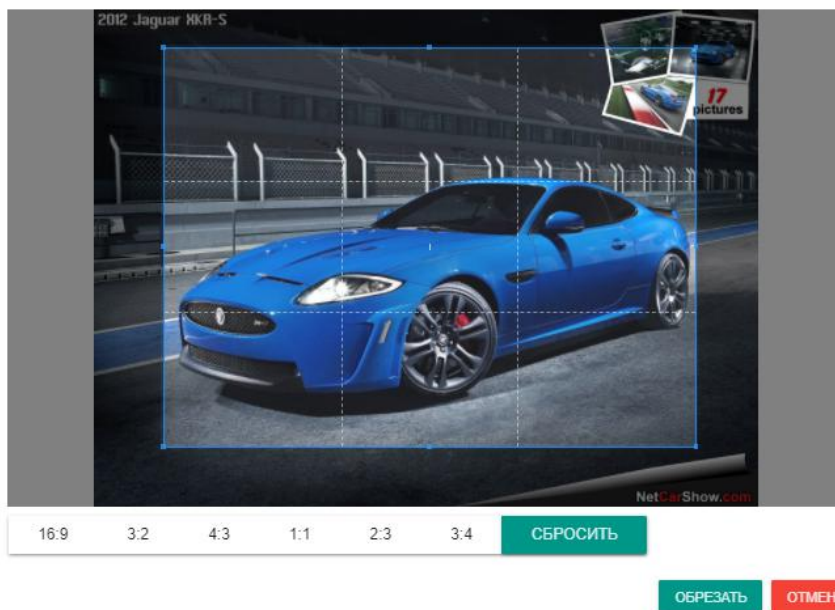 2012 Jaguar XKR-S
17
pictures
NetCarShow.com
16:9 3:2 4:3 1:1 2:3 3:4 СБРОСИТЬ
ОБРЕЗАТЬ ОТМЕН